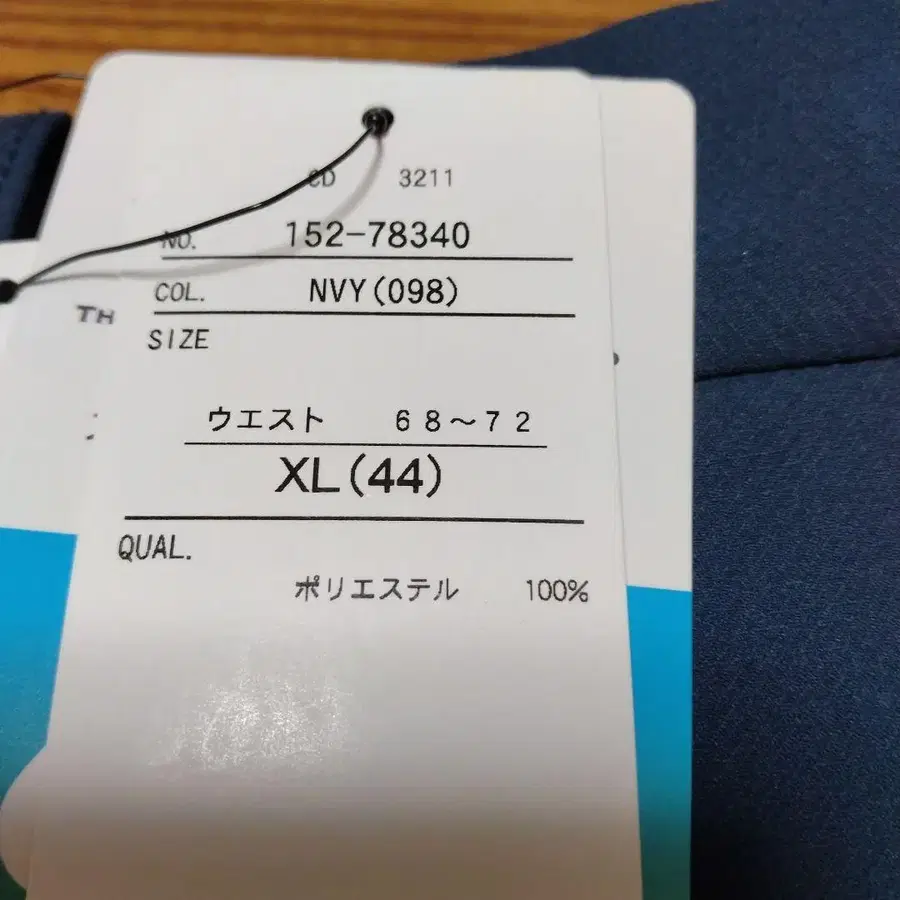 CD 3211
NO. 152-78340
COL. NVY(098)
TH
SIZE
ウエスト 68～72
XL(44)
QUAL.
ポリエステル 100%